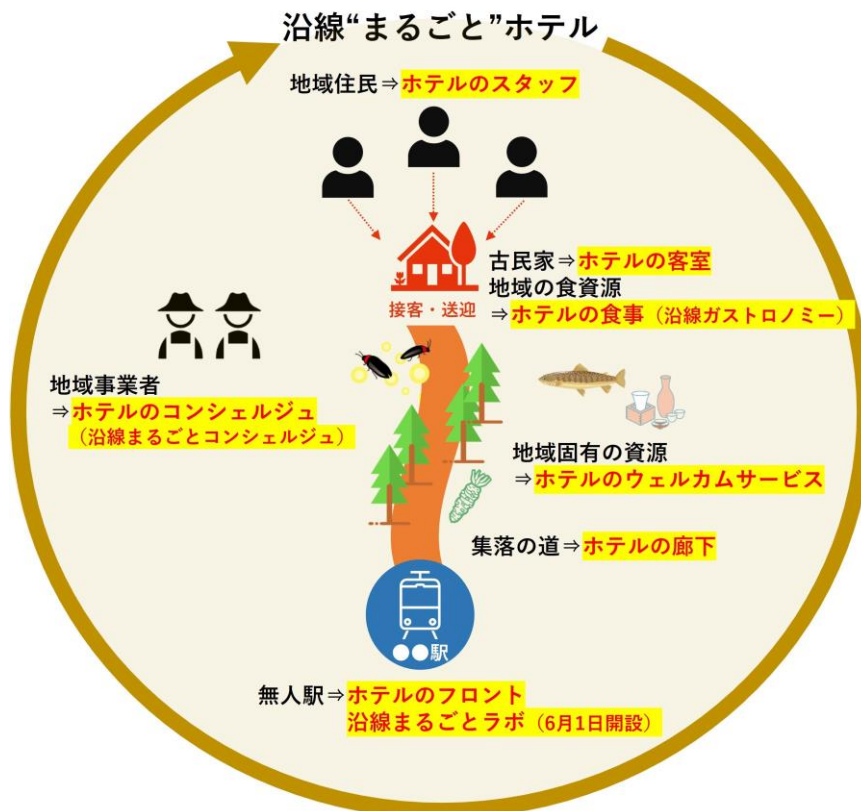 沿線“まるごと”ホテル
地域住民⇒ホテルのスタッフ
古民家⇒ホテルの客室
地域の食資源
⇒ホテルの食事（沿線ガストロノミー）
接客・送迎
地域事業者
⇒ホテルのコンシェルジュ
（沿線まるごとコンシェルジュ）
地域固有の資源
⇒ホテルのウェルカムサービス
集落の道⇒ホテルの廊下
●●駅
無人駅⇒ホテルのフロント
沿線まるごとラボ（6月1日開設）